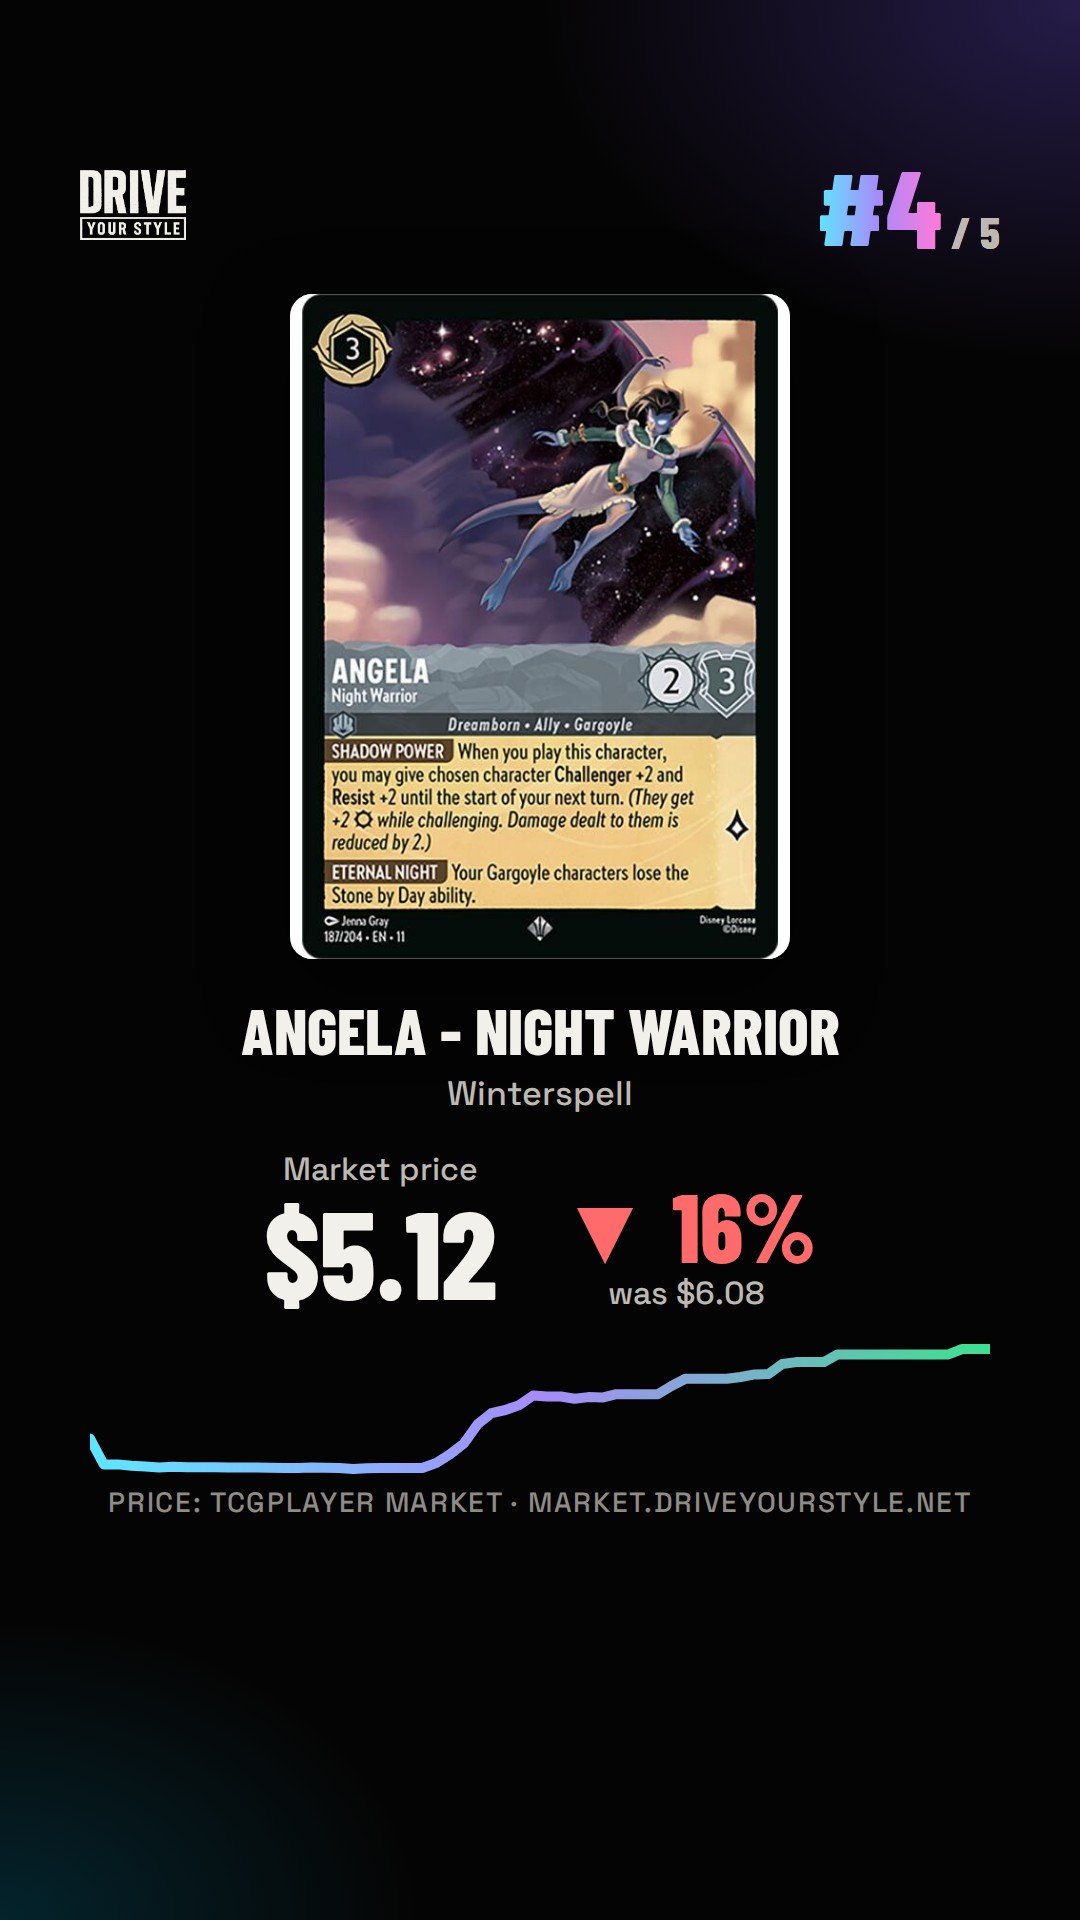 DRIVE
YOUR STYLE
#4 / 5
3
ANGELA
Night Warrior
2
3
Dreamborn • Ally • Gargoyle
SHADOW POWER When you play this character,
you may give chosen character Challenger +2 and
Resist +2 until the start of your next turn. (They get
+2 while challenging. Damage dealt to them is
reduced by 2.)
ETERNAL NIGHT Your Gargoyle characters lose the
Stone by Day ability.
Jenna Gray
187/204 • EN • 11
Disney Lorcana
©Disney
ANGELA - NIGHT WARRIOR
Winterspell
Market price
$5.12
▼ 16%
was $6.08
PRICE: TCGPLAYER MARKET · MARKET.DRIVEYOURSTYLE.NET